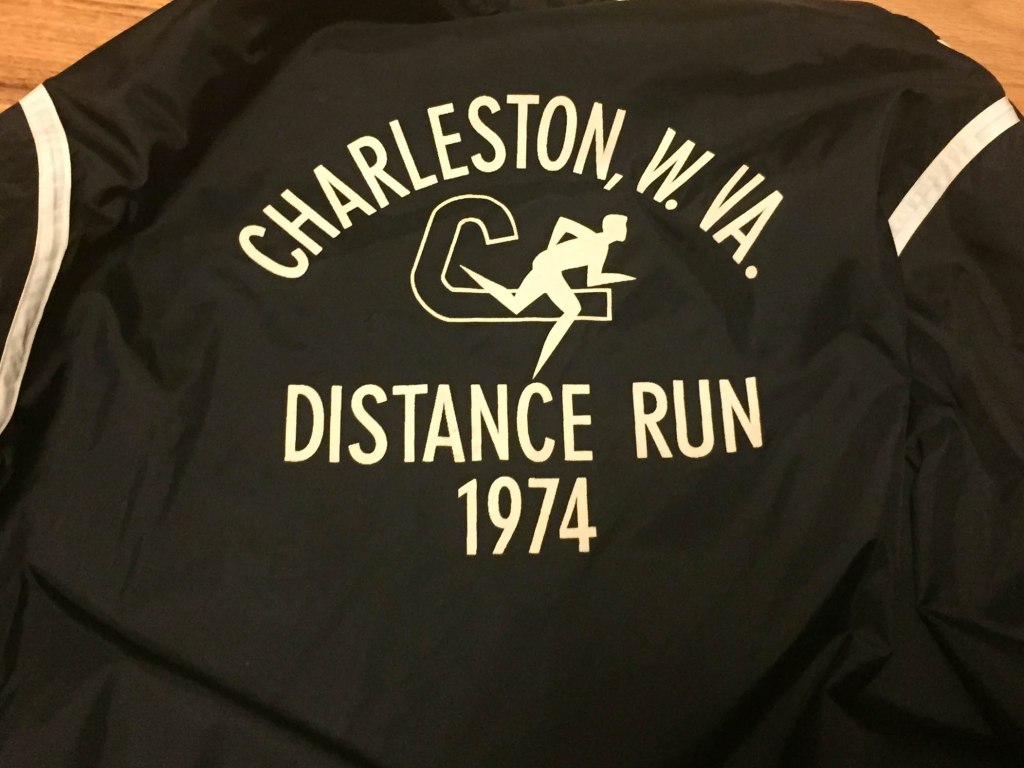 CHARLESTON, W. VA.
C
DISTANCE RUN
1974